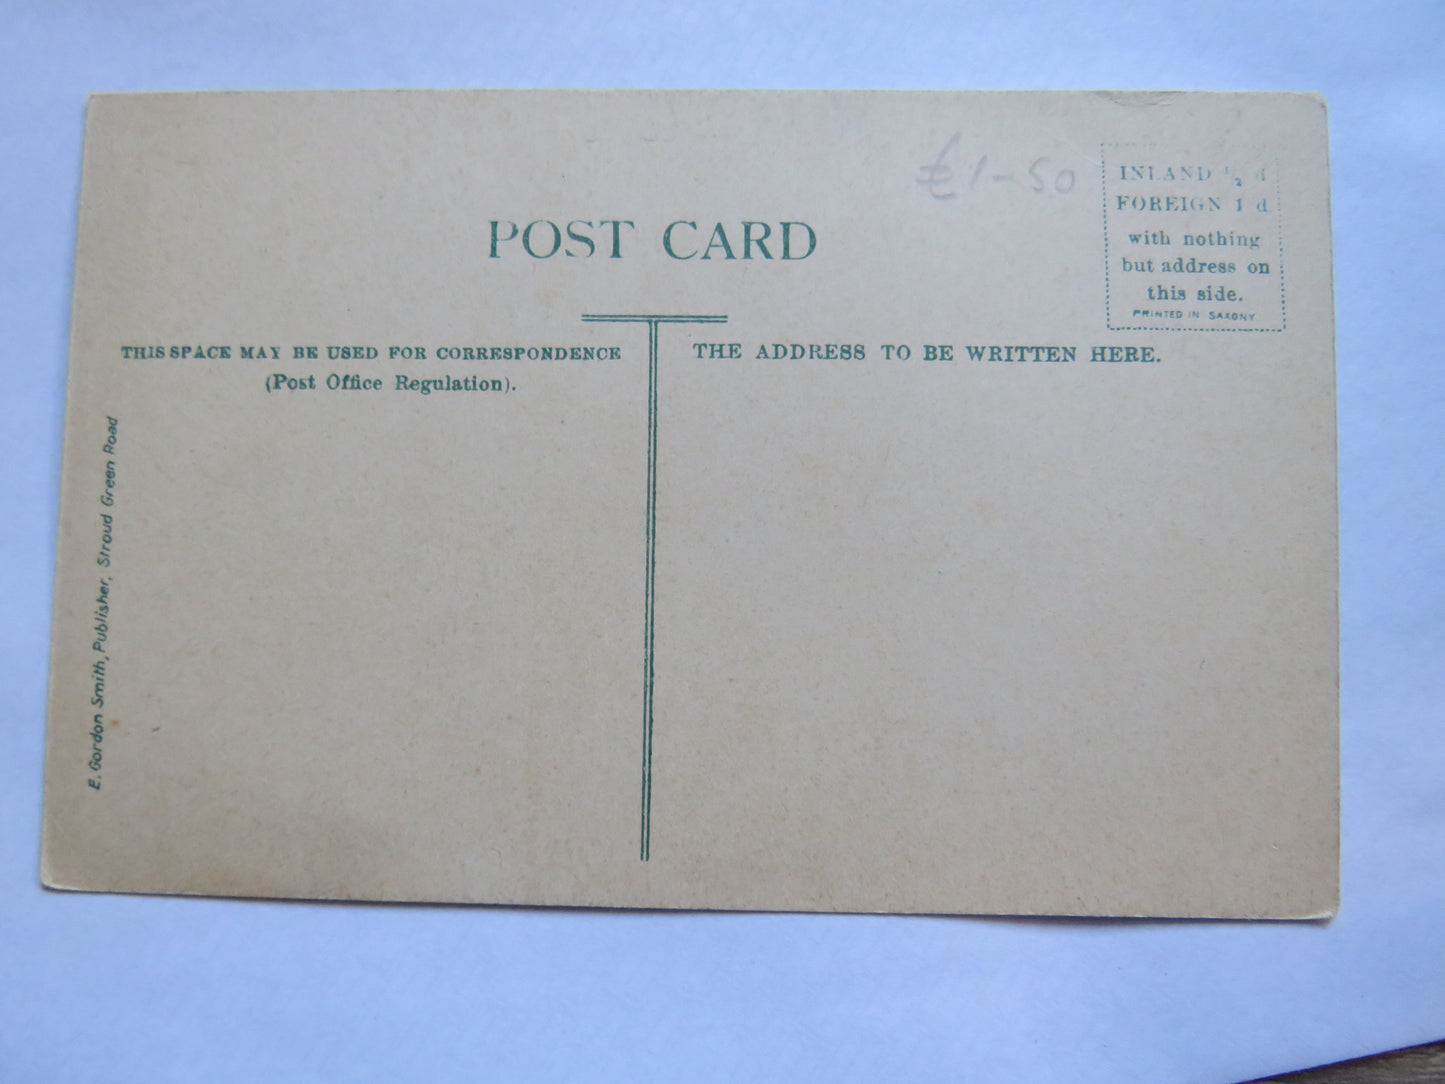 £1-50
INLAND ½ d
FOREIGN 1 d
with nothing
but address on
this side.
PRINTED IN SAXONY
POST CARD
THIS SPACE MAY BE USED FOR CORRESPONDENCE
(Post Office Regulation).
THE ADDRESS TO BE WRITTEN HERE.
E. Gordon Smith, Publisher, Stroud Green Road